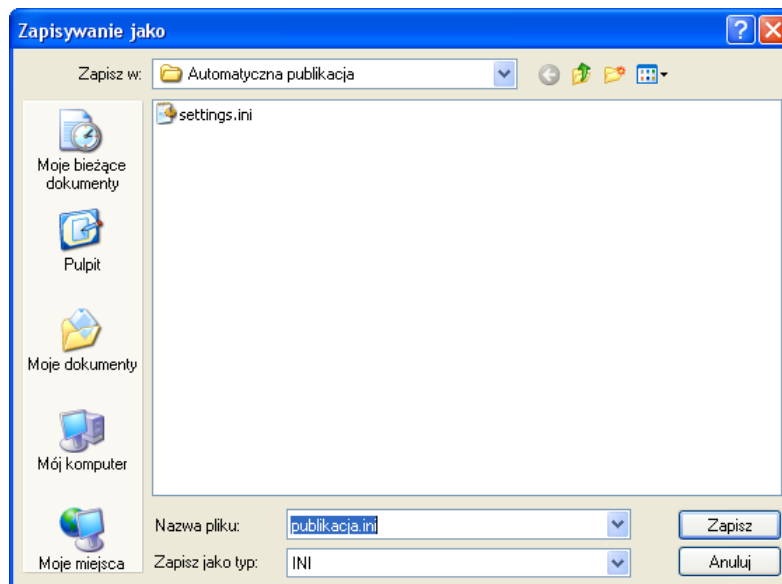 Zapisywanie jako
Zapisz w:
Automatyczna publikacja
settings.ini
Moje bieżące
dokumenty
Pulpit
Moje dokumenty
Mój komputer
Moje miejsca
Nazwa pliku:
publikacja.ini
Zapisz
Zapisz jako typ:
INI
Anuluj